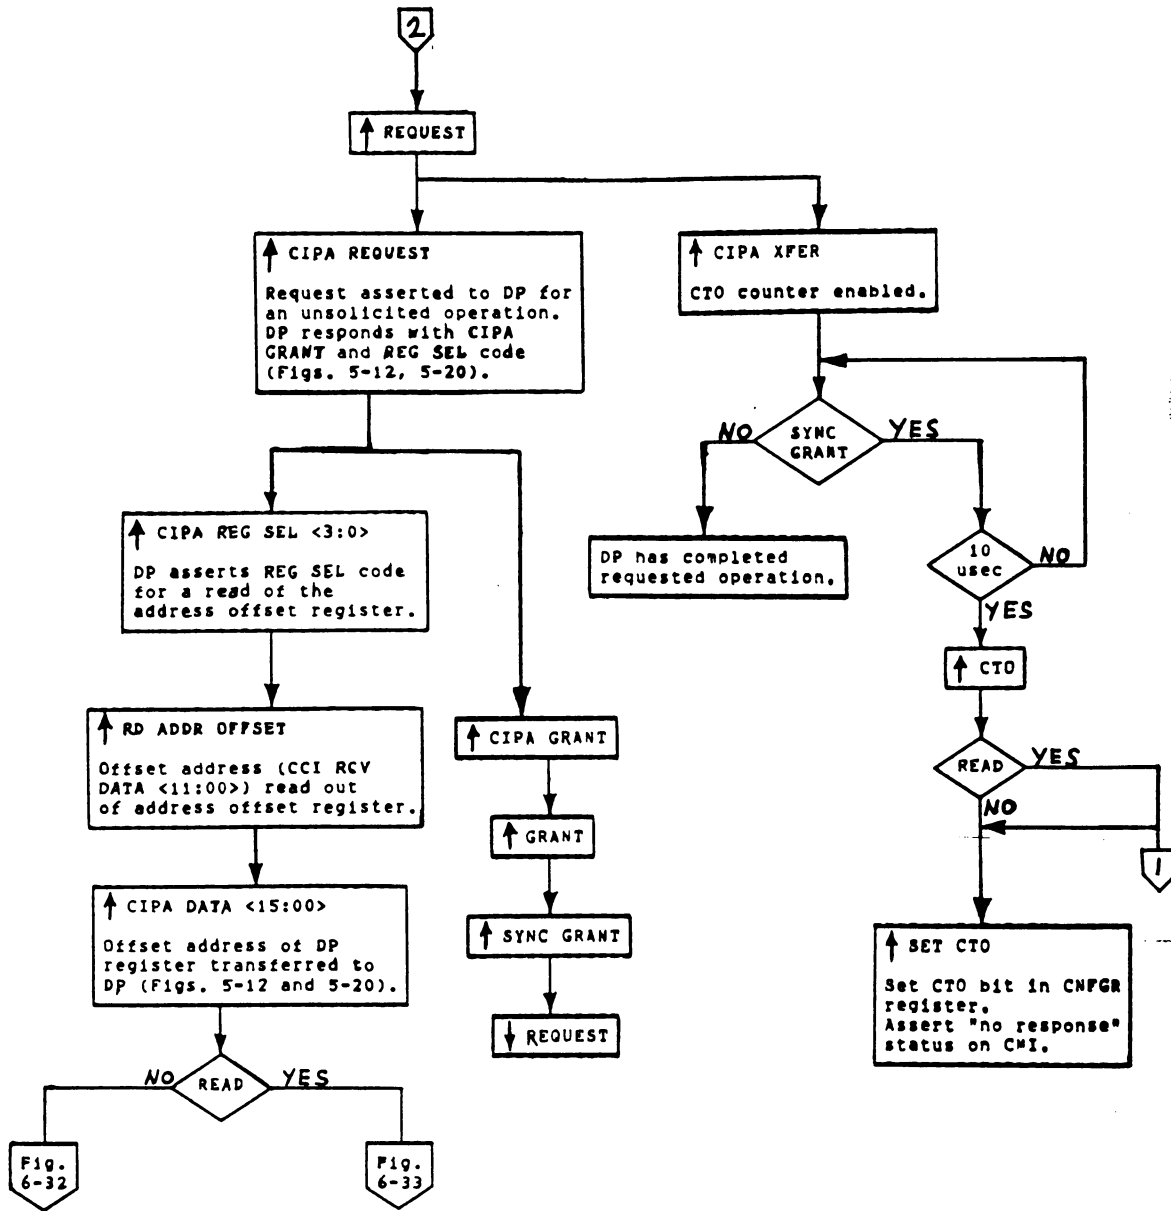 2
↑ REQUEST
↑ CIPA REQUEST
Request asserted to DP for
an unsolicited operation.
DP responds with CIPA
GRANT and REG SEL code
(Figs. 5-12, 5-20).
↑ CIPA XFER
CTO counter enabled.
SYNC
GRANT
NO
YES
DP has completed
requested operation.
10
usec
NO
YES
↑ CTO
READ
YES
NO
1
↑ SET CTO
Set CTO bit in CNFGR
register.
Assert "no response"
status on CMI.
↑ CIPA REG SEL <3:0>
DP asserts REG SEL code
for a read of the
address offset register.
↑ RD ADDR OFFSET
Offset address (CCI RCV
DATA <11:00>) read out
of address offset register.
↑ CIPA DATA <15:00>
Offset address of DP
register transferred to
DP (Figs. 5-12 and 5-20).
READ
NO
YES
Fig.
6-32
Fig.
6-33
↑ CIPA GRANT
↑ GRANT
↑ SYNC GRANT
↓ REQUEST